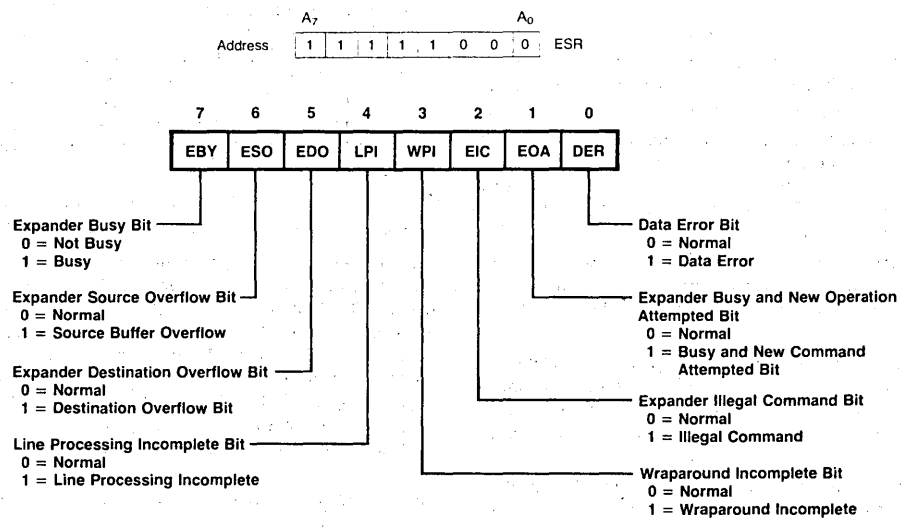 A7 A0
Address 1 1 1 1 1 0 0 0 ESR
7 6 5 4 3 2 1 0
EBY ESO EDO LPI WPI EIC EOA DER
Expander Busy Bit
0 = Not Busy
1 = Busy
Expander Source Overflow Bit
0 = Normal
1 = Source Buffer Overflow
Expander Destination Overflow Bit
0 = Normal
1 = Destination Overflow Bit
Line Processing Incomplete Bit
0 = Normal
1 = Line Processing Incomplete
Data Error Bit
0 = Normal
1 = Data Error
Expander Busy and New Operation
Attempted Bit
0 = Normal
1 = Busy and New Command
Attempted Bit
Expander Illegal Command Bit
0 = Normal
1 = Illegal Command
Wraparound Incomplete Bit
0 = Normal
1 = Wraparound Incomplete